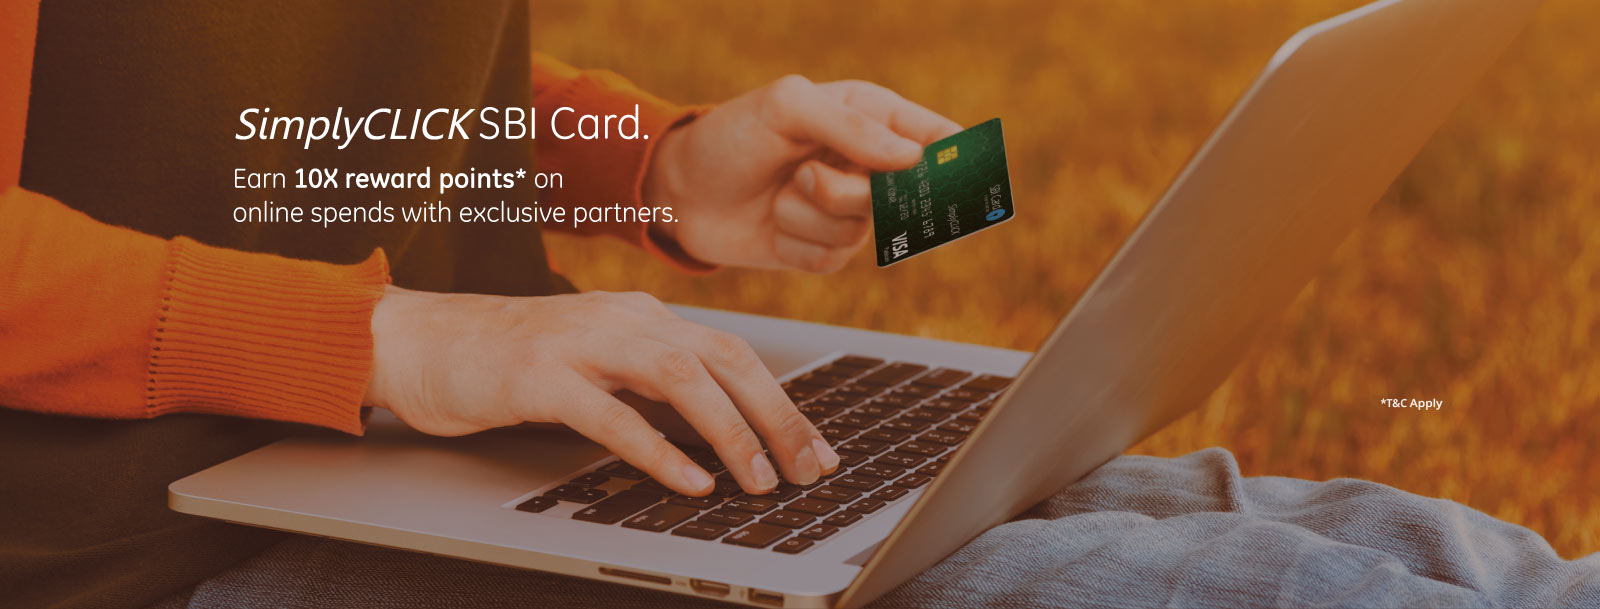 SimplyCLICK SBI Card.
Earn 10X reward points* on
online spends with exclusive partners.
SBI Card
SimplyCLICK
VISA
*T&C Apply